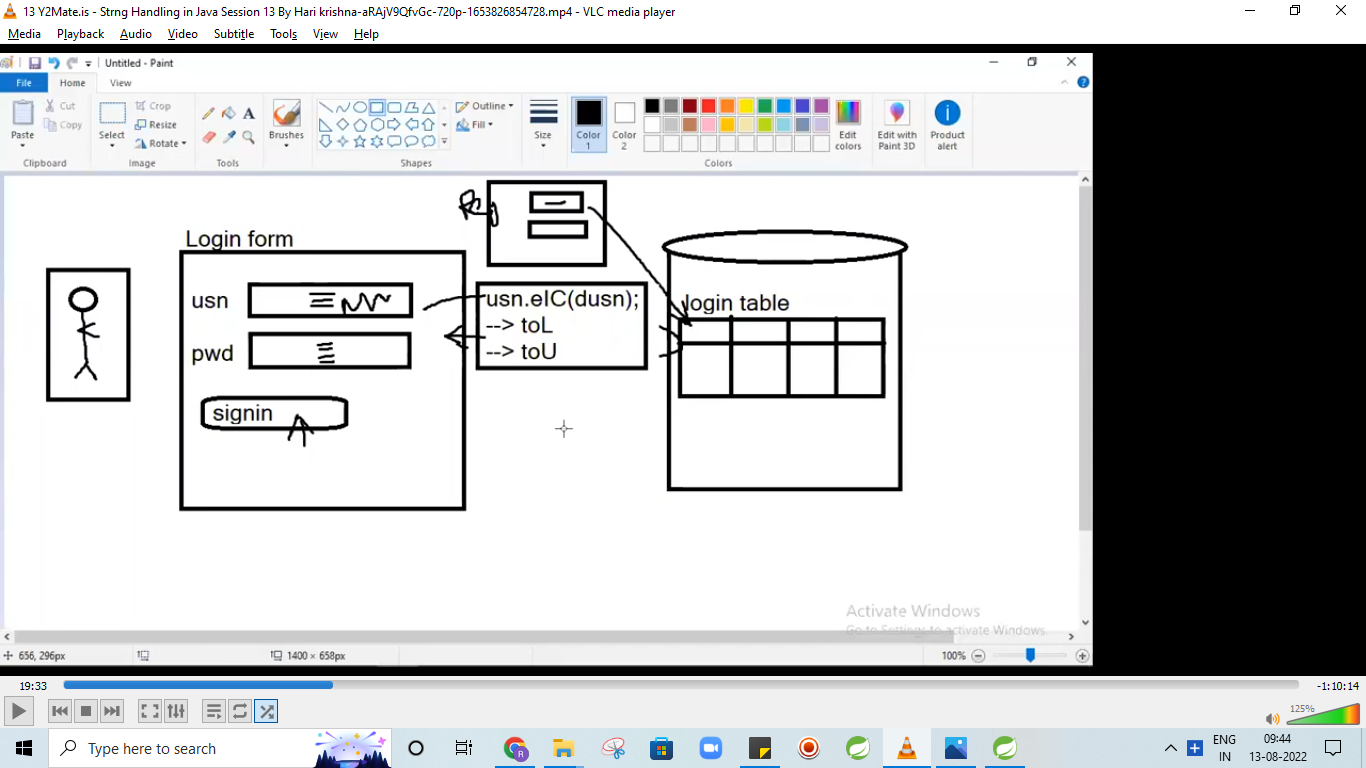 13 Y2Mate.is - Strng Handling in Java Session 13 By Hari krishna-aRAjV9QfvGc-720p-1653826854728.mp4 - VLC media player
Media Playback Audio Video Subtitle Tools View Help
Untitled - Paint
File Home View
Paste
Cut
Copy
Clipboard
Select
Crop
Resize
Rotate
Image
A
Tools
Brushes
Outline
Fill
Shapes
Size
Color 1
Color 2
Colors
Edit colors
Edit with Paint 3D
Product alert
Login form
usn
pwd
signin
usn.eIC(dusn);
--> toL
--> toU
login table
Activate Windows
Go to Settings to activate Windows.
656, 296px
1400 × 658px
100%
19:33
-1:10:14
125%
Type here to search
R
ENG
IN
09:44
13-08-2022